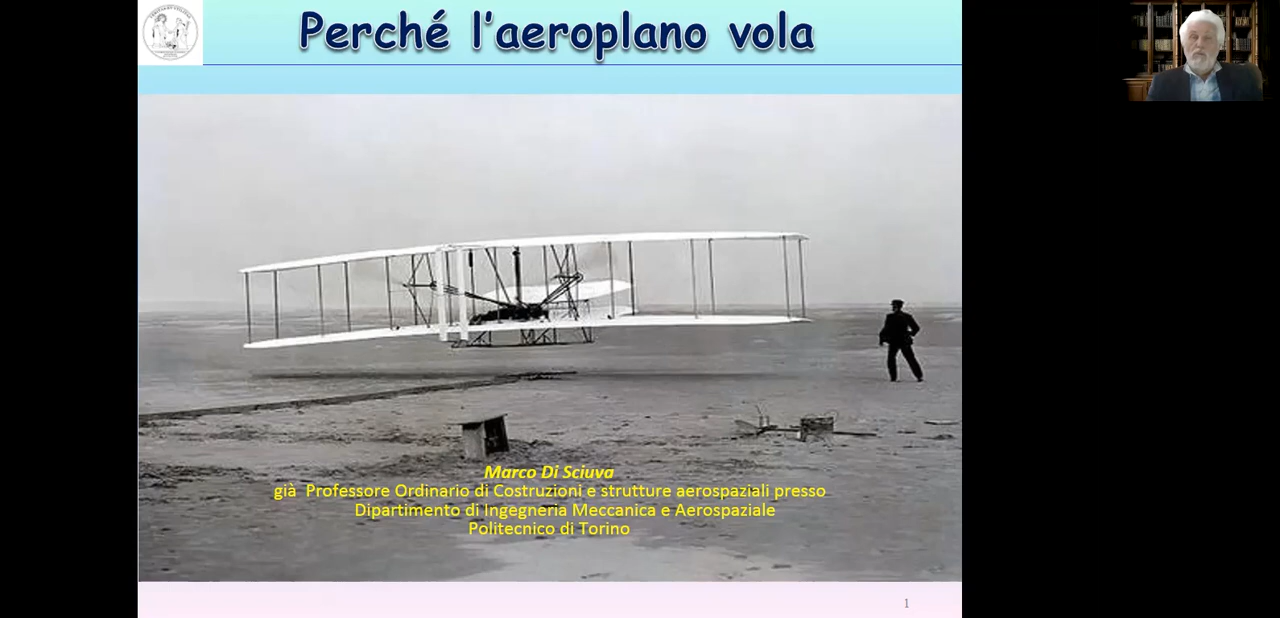 Perché l'aeroplano vola
Marco Di Sciuva
già Professore Ordinario di Costruzioni e strutture aerospaziali presso
Dipartimento di Ingegneria Meccanica e Aerospaziale
Politecnico di Torino
1